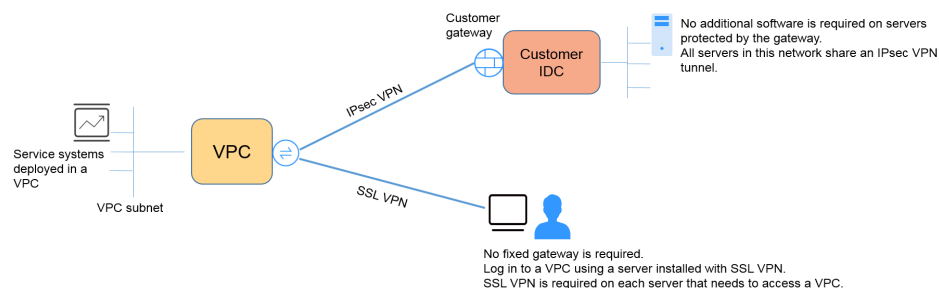 Customer
gateway
No additional software is required on servers
protected by the gateway.
All servers in this network share an IPsec VPN
tunnel.
Customer
IDC
IPsec VPN
VPC
Service systems
deployed in a
VPC
VPC subnet
SSL VPN
No fixed gateway is required.
Log in to a VPC using a server installed with SSL VPN.
SSL VPN is required on each server that needs to access a VPC.